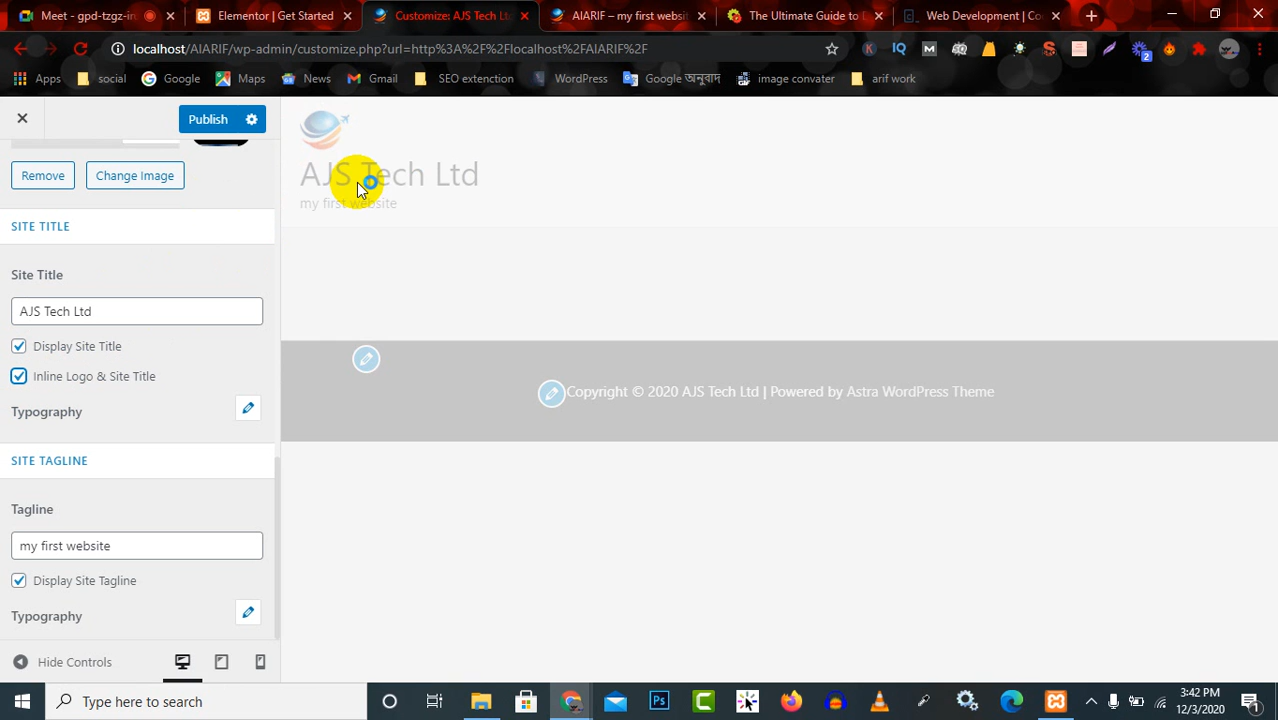 Meet - gpd-tzgz-in
Elementor | Get Started
Customize: AJS Tech Lt
AIARIF – my first websi
The Ultimate Guide to D
Web Development | Co
localhost/AIARIF/wp-admin/customize.php?url=http%3A%2F%2Flocalhost%2FAIARIF%2F
Apps
social
Google
Maps
News
Gmail
SEO extenction
WordPress
Google অনুবাদ
image convater
arif work
Publish
Remove
Change Image
SITE TITLE
Site Title
AJS Tech Ltd
Display Site Title
Inline Logo & Site Title
Typography
SITE TAGLINE
Tagline
my first website
Display Site Tagline
Typography
Hide Controls
AJS Tech Ltd
my first website
Copyright © 2020 AJS Tech Ltd | Powered by Astra WordPress Theme
Type here to search
3:42 PM
12/3/2020